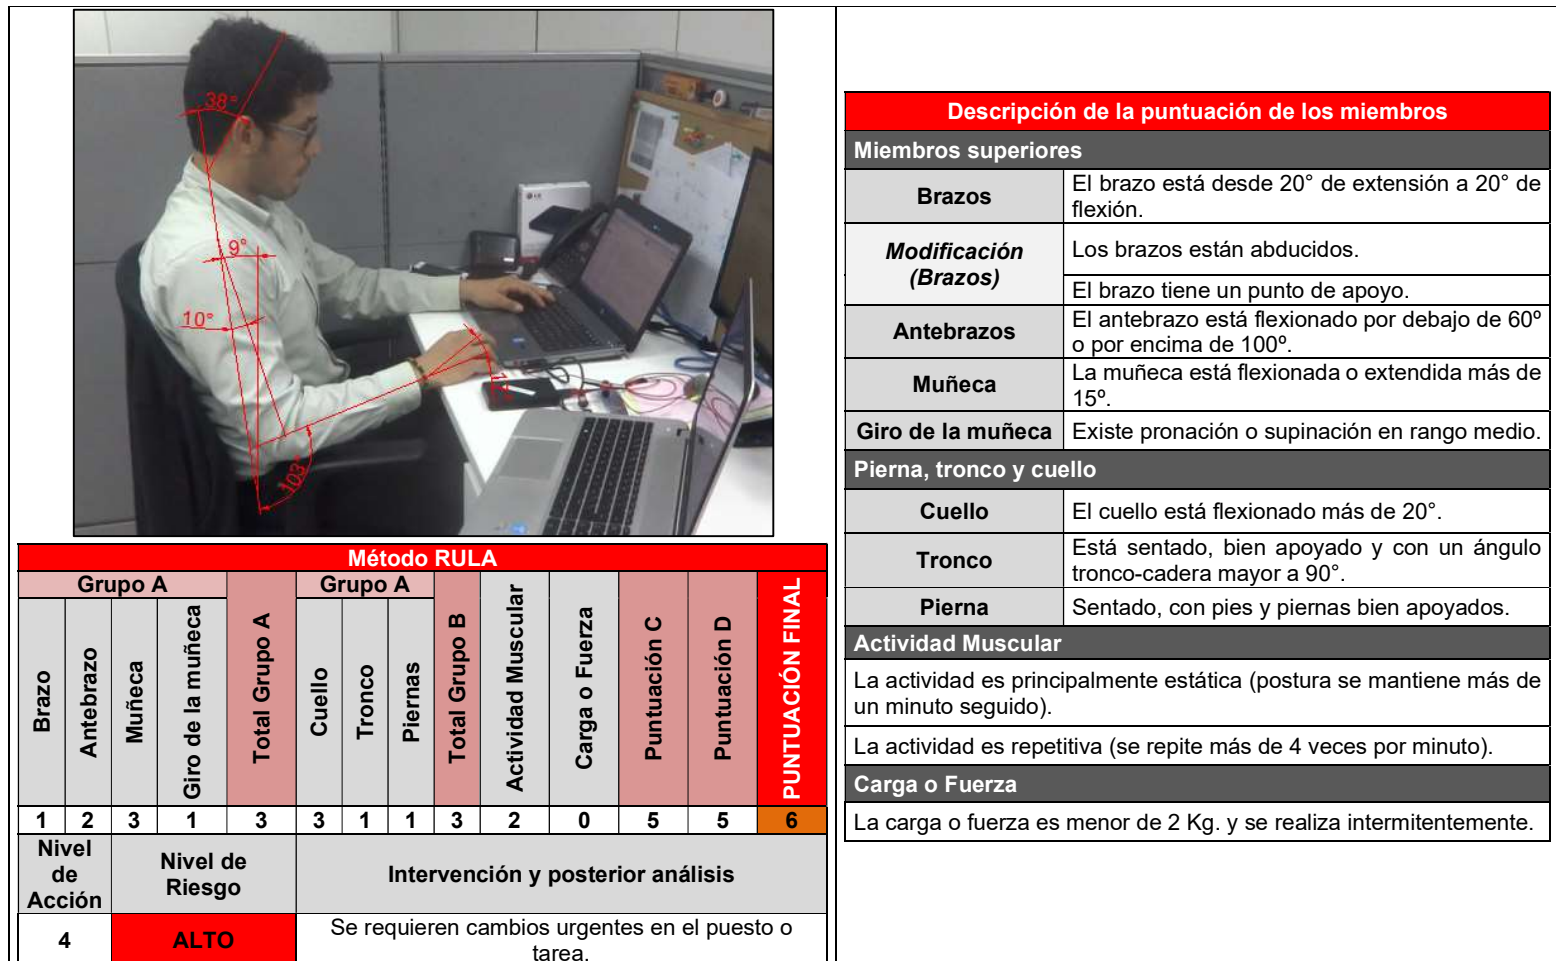 38°
9°
10°
103°
Método RULA
Grupo A
Grupo A
Brazo
Antebrazo
Muñeca
Giro de la muñeca
Total Grupo A
Cuello
Tronco
Piernas
Total Grupo B
Actividad Muscular
Carga o Fuerza
Puntuación C
Puntuación D
PUNTUACIÓN FINAL
1 2 3 1 3 3 1 1 3 2 0 5 5 6
Nivel
de
Acción
Nivel de
Riesgo
Intervención y posterior análisis
4
ALTO
Se requieren cambios urgentes en el puesto o
tarea.
Descripción de la puntuación de los miembros
Miembros superiores
Brazos
El brazo está desde 20° de extensión a 20° de
flexión.
Modificación
(Brazos)
Los brazos están abducidos.
El brazo tiene un punto de apoyo.
Antebrazos
El antebrazo está flexionado por debajo de 60º
o por encima de 100º.
Muñeca
La muñeca está flexionada o extendida más de
15º.
Giro de la muñeca
Existe pronación o supinación en rango medio.
Pierna, tronco y cuello
Cuello
El cuello está flexionado más de 20°.
Tronco
Está sentado, bien apoyado y con un ángulo
tronco-cadera mayor a 90°.
Pierna
Sentado, con pies y piernas bien apoyados.
Actividad Muscular
La actividad es principalmente estática (postura se mantiene más de
un minuto seguido).
La actividad es repetitiva (se repite más de 4 veces por minuto).
Carga o Fuerza
La carga o fuerza es menor de 2 Kg. y se realiza intermitentemente.